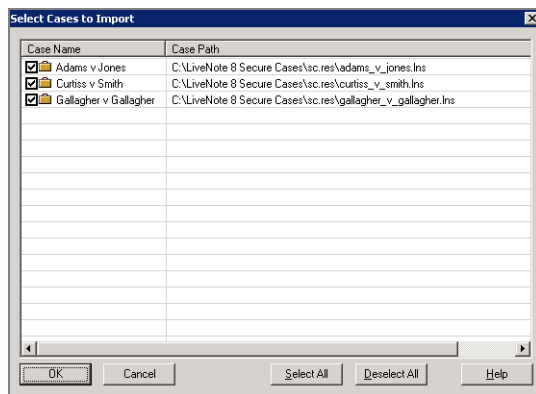 Select Cases to Import
Case Name Case Path
Adams v Jones C:\LiveNote 8 Secure Cases\sc.res\adams_v_jones.lns
Curtiss v Smith C:\LiveNote 8 Secure Cases\sc.res\curtiss_v_smith.lns
Gallagher v Gallagher C:\LiveNote 8 Secure Cases\sc.res\gallagher_v_gallagher.lns
OK Cancel Select All Deselect All Help